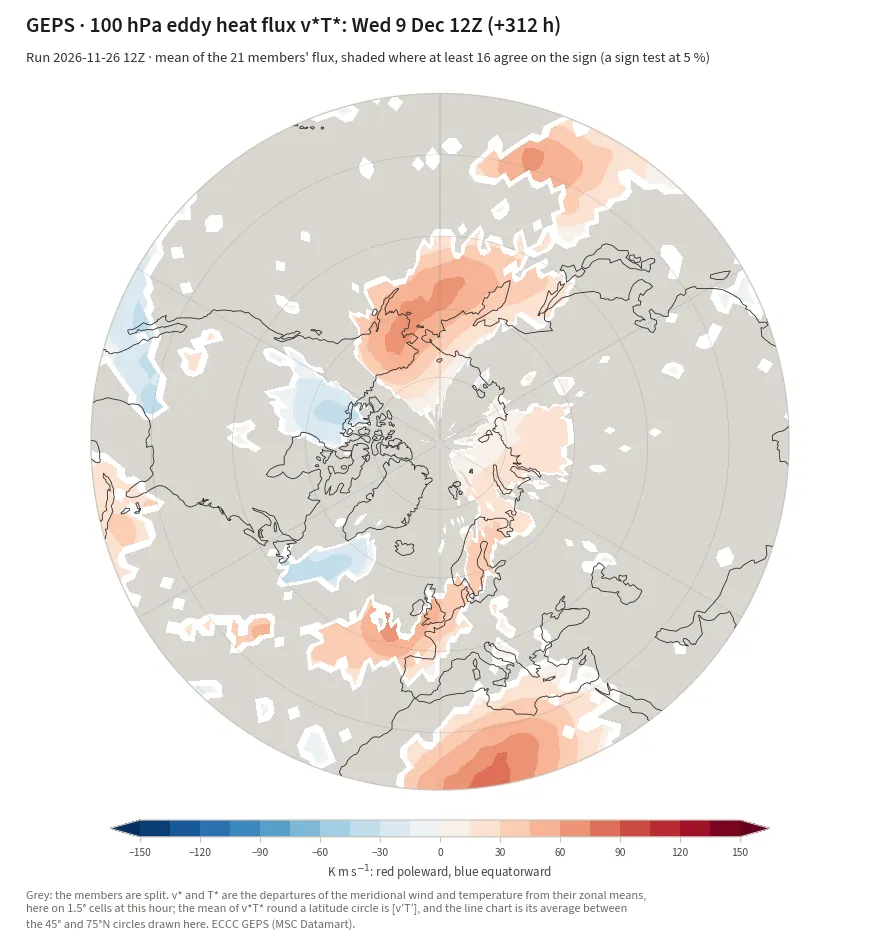 GEPS · 100 hPa eddy heat flux v*T*: Wed 9 Dec 12Z (+312 h)
Run 2026-11-26 12Z · mean of the 21 members' flux, shaded where at least 16 agree on the sign (a sign test at 5 %)
−150 −120 −90 −60 −30 0 30 60 90 120 150
K m s⁻¹: red poleward, blue equatorward
Grey: the members are split. v* and T* are the departures of the meridional wind and temperature from their zonal means,
here on 1.5° cells at this hour; the mean of v*T* round a latitude circle is [v'T'], and the line chart is its average between
the 45° and 75°N circles drawn here. ECCC GEPS (MSC Datamart).